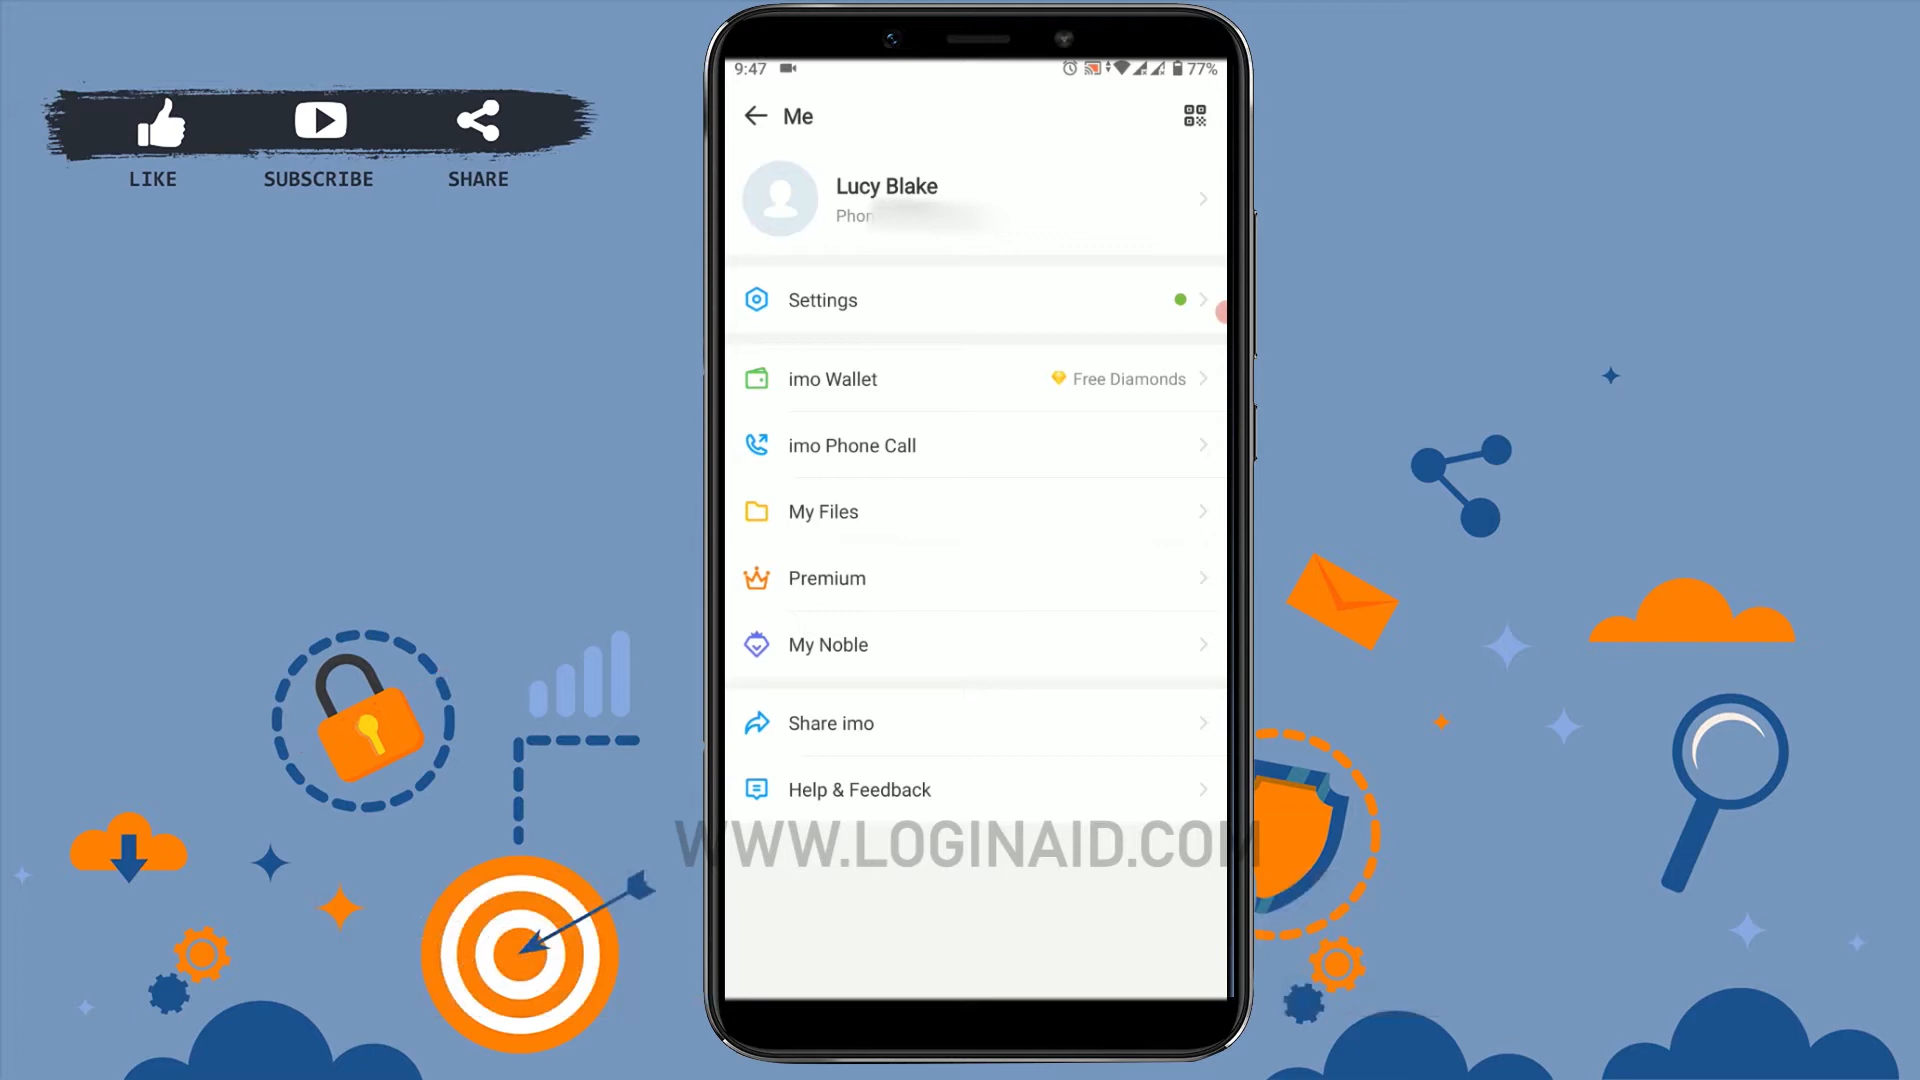 LIKE SUBSCRIBE SHARE
9:47 77%
Me
Lucy Blake
Phon
Settings
imo Wallet Free Diamonds
imo Phone Call
My Files
Premium
My Noble
Share imo
Help & Feedback
WWW.LOGINAID.COM